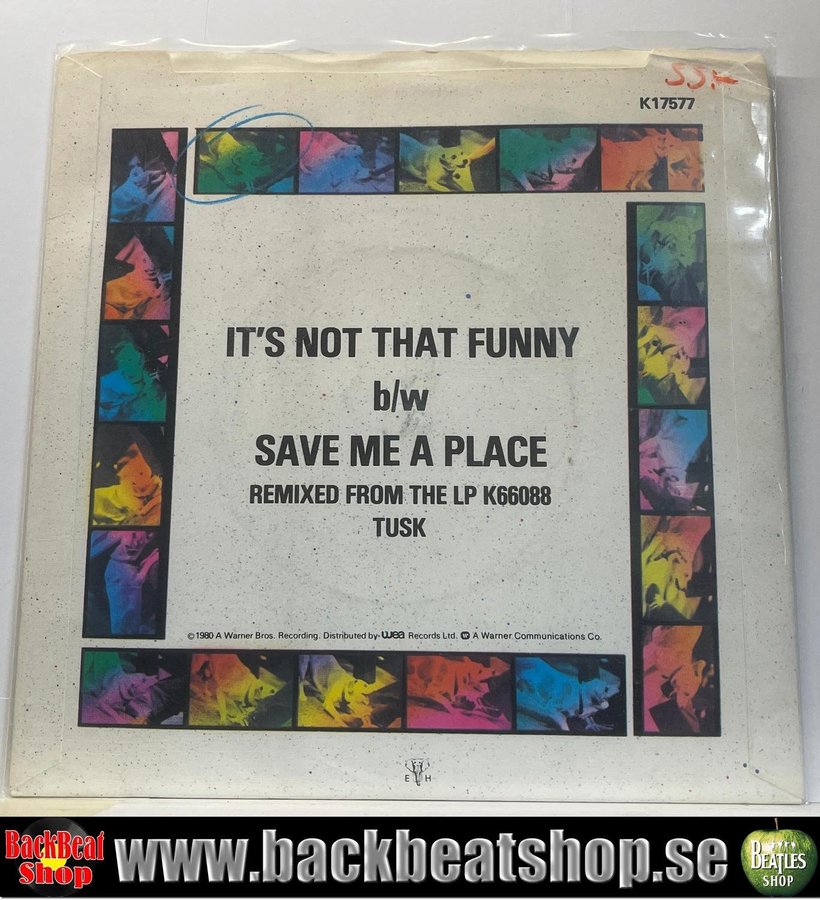 55:-
K17577
IT'S NOT THAT FUNNY
b/w
SAVE ME A PLACE
REMIXED FROM THE LP K66088
TUSK
©1980 A Warner Bros. Recording. Distributed by wea Records Ltd. A Warner Communications Co.
E H
BackBeat Shop
www.backbeatshop.se
BEATLES SHOP